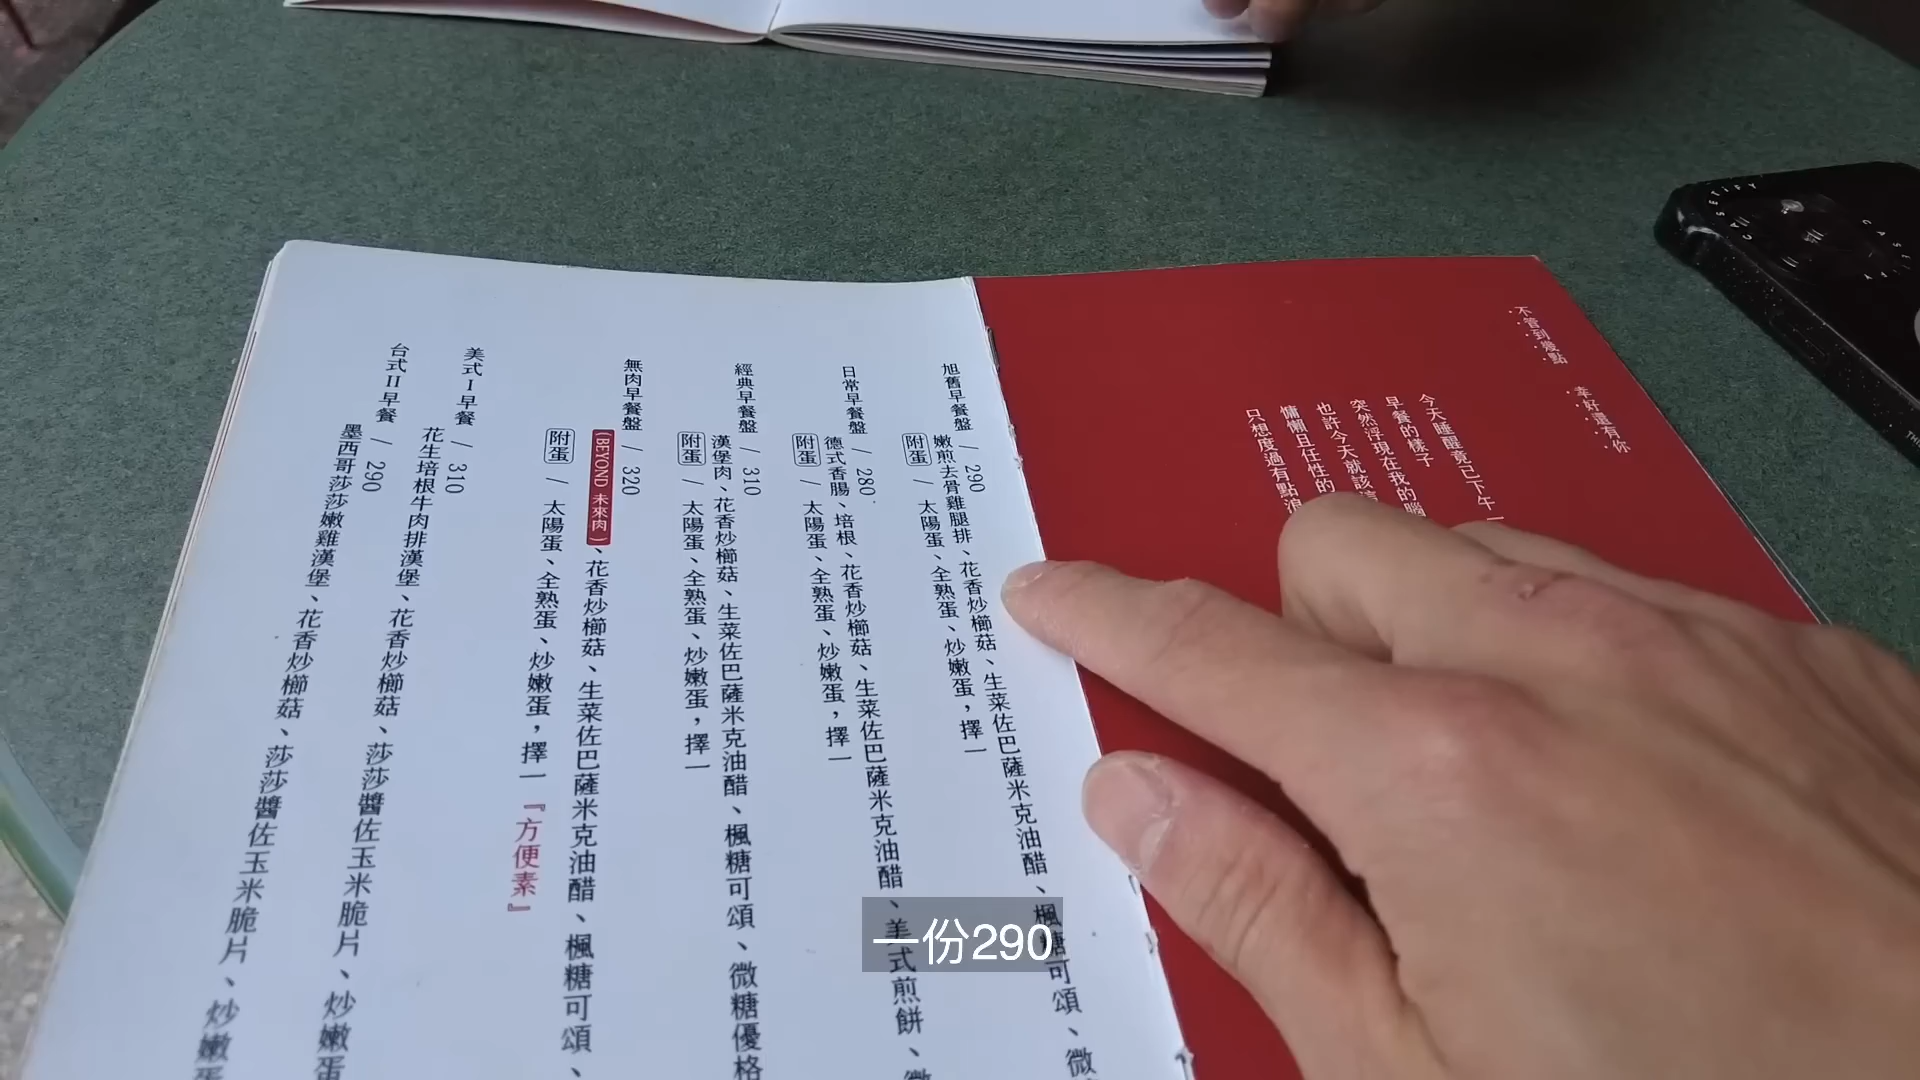 不管到幾點
幸好還有你
今天睡醒竟已下午一
早餐的樣子
突然浮現在我的腦
也許今天就該這
慵懶且任性的
只想度過有點浪
旭舊早餐盤 / 290
嫩煎去骨雞腿排、花香炒櫛菇、生菜佐巴薩米克油醋、楓糖可頌、微
附蛋 / 太陽蛋、全熟蛋、炒嫩蛋，擇一
日常早餐盤 / 280
德式香腸、培根、花香炒櫛菇、生菜佐巴薩米克油醋、美式煎餅、微
附蛋 / 太陽蛋、全熟蛋、炒嫩蛋，擇一
經典早餐盤 / 310
漢堡肉、花香炒櫛菇、生菜佐巴薩米克油醋、楓糖可頌、微糖優格
附蛋 / 太陽蛋、全熟蛋、炒嫩蛋，擇一
無肉早餐盤 / 320
(BEYOND 未來肉)、花香炒櫛菇、生菜佐巴薩米克油醋、楓糖可頌、
附蛋 / 太陽蛋、全熟蛋、炒嫩蛋，擇一『方便素』
美式 I 早餐 / 310
花生培根牛肉排漢堡、花香炒櫛菇、莎莎醬佐玉米脆片、炒嫩蛋
台式 II 早餐 / 290
墨西哥莎莎嫩雞漢堡、花香炒櫛菇、莎莎醬佐玉米脆片、炒嫩蛋
CASETiFY
CASETiFY
一份290